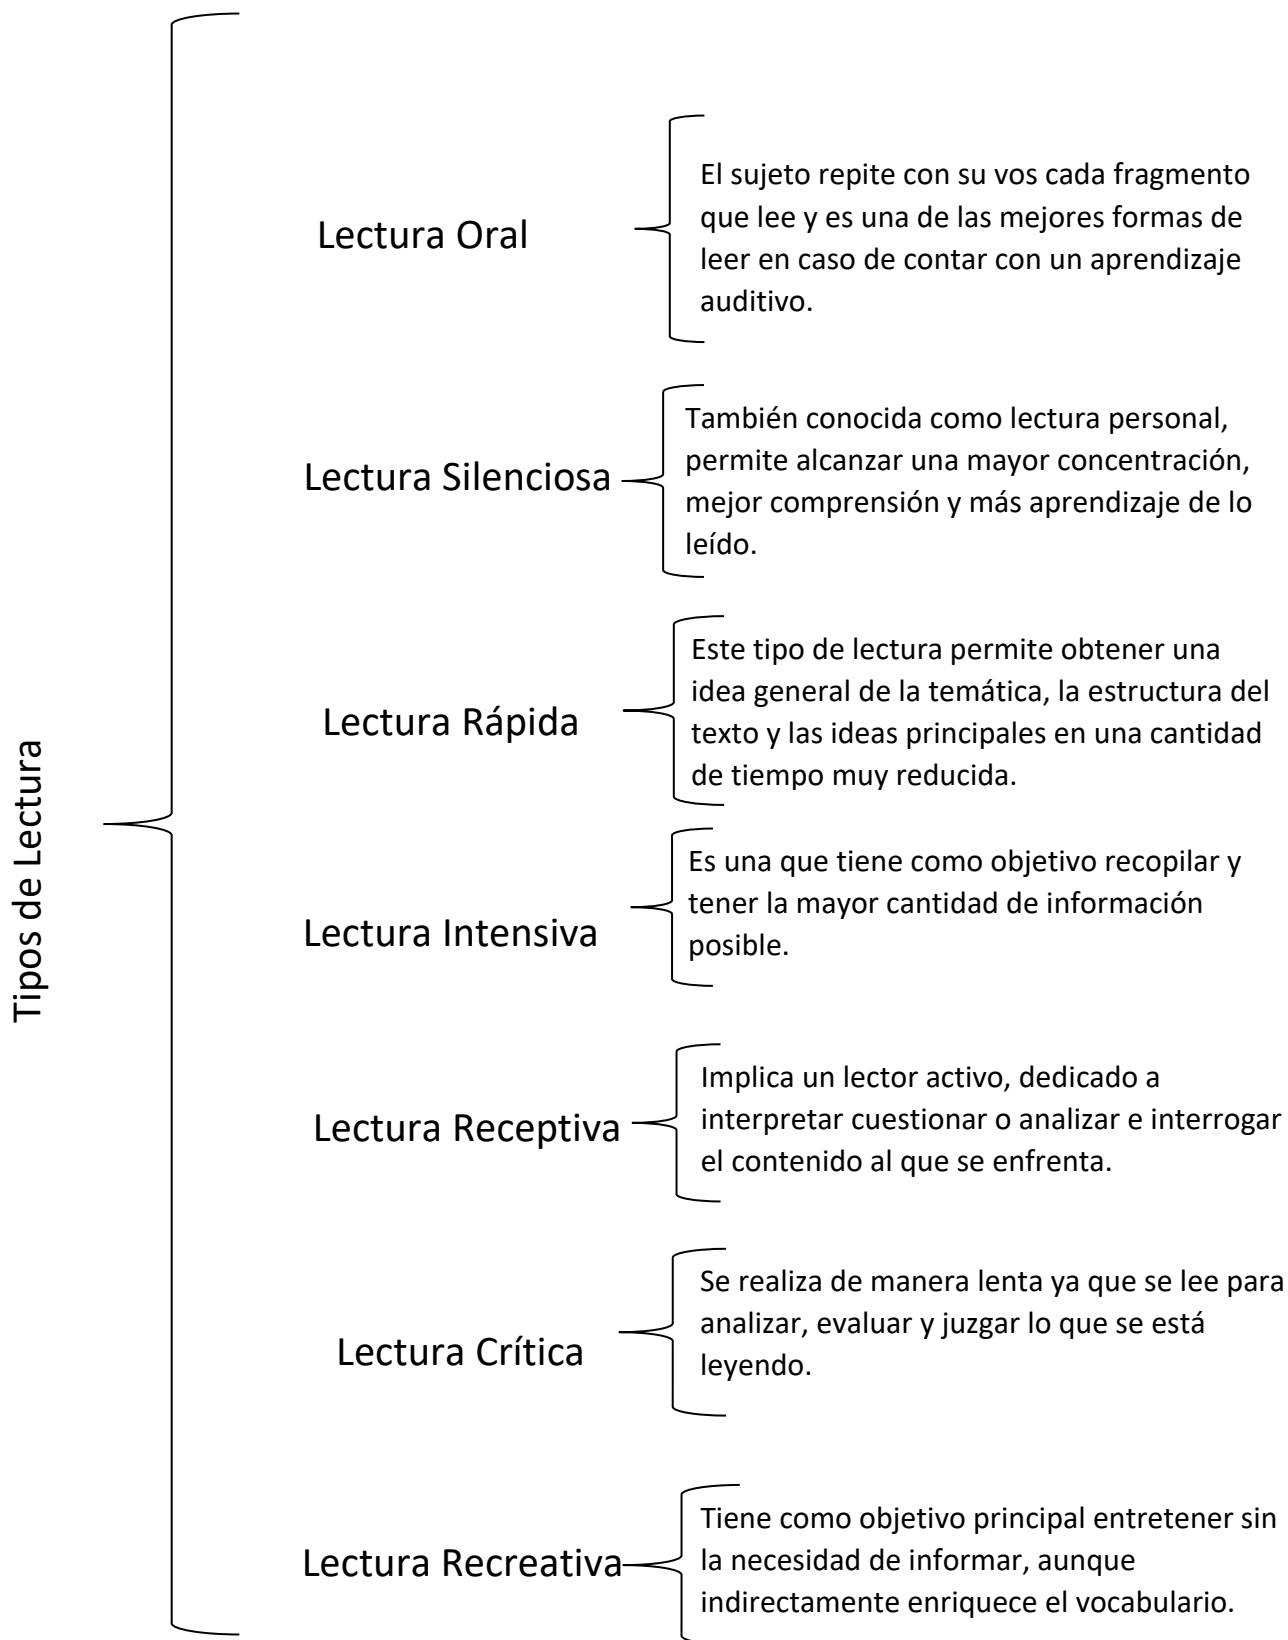 Tipos de Lectura
Lectura Oral
El sujeto repite con su vos cada fragmento
que lee y es una de las mejores formas de
leer en caso de contar con un aprendizaje
auditivo.
Lectura Silenciosa
También conocida como lectura personal,
permite alcanzar una mayor concentración,
mejor comprensión y más aprendizaje de lo
leído.
Lectura Rápida
Este tipo de lectura permite obtener una
idea general de la temática, la estructura del
texto y las ideas principales en una cantidad
de tiempo muy reducida.
Lectura Intensiva
Es una que tiene como objetivo recopilar y
tener la mayor cantidad de información
posible.
Lectura Receptiva
Implica un lector activo, dedicado a
interpretar cuestionar o analizar e interrogar
el contenido al que se enfrenta.
Lectura Crítica
Se realiza de manera lenta ya que se lee para
analizar, evaluar y juzgar lo que se está
leyendo.
Lectura Recreativa
Tiene como objetivo principal entretener sin
la necesidad de informar, aunque
indirectamente enriquece el vocabulario.